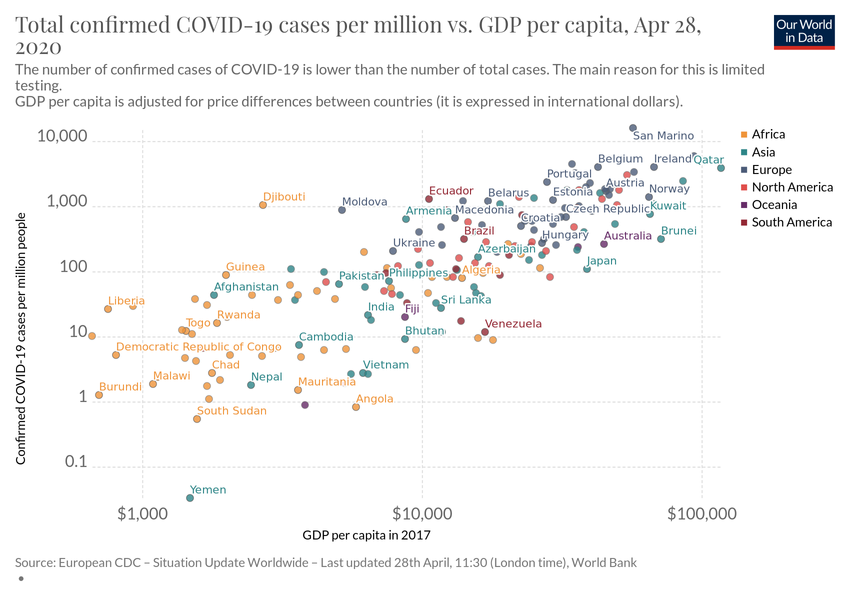 Total confirmed COVID-19 cases per million vs. GDP per capita, Apr 28,
2020
Our World
in Data
The number of confirmed cases of COVID-19 is lower than the number of total cases. The main reason for this is limited
testing.
GDP per capita is adjusted for price differences between countries (it is expressed in international dollars).
Confirmed COVID-19 cases per million people
10,000
1,000
100
10
1
0.1
San Marino
Belgium
Ireland
Qatar
Portugal
Austria
Estonia
Norway
Ecuador
Belarus
Djibouti
Moldova
Armenia
Macedonia
Czech Republic
Kuwait
Croatia
Brazil
Hungary
Australia
Brunei
Ukraine
Azerbaijan
Japan
Guinea
Pakistan
Philippines
Algeria
Afghanistan
Liberia
India
Fiji
Sri Lanka
Togo
Rwanda
Venezuela
Cambodia
Bhutan
Democratic Republic of Congo
Chad
Vietnam
Malawi
Nepal
Burundi
Mauritania
Angola
South Sudan
Yemen
$1,000
$10,000
$100,000
GDP per capita in 2017
Africa
Asia
Europe
North America
Oceania
South America
Source: European CDC – Situation Update Worldwide – Last updated 28th April, 11:30 (London time), World Bank